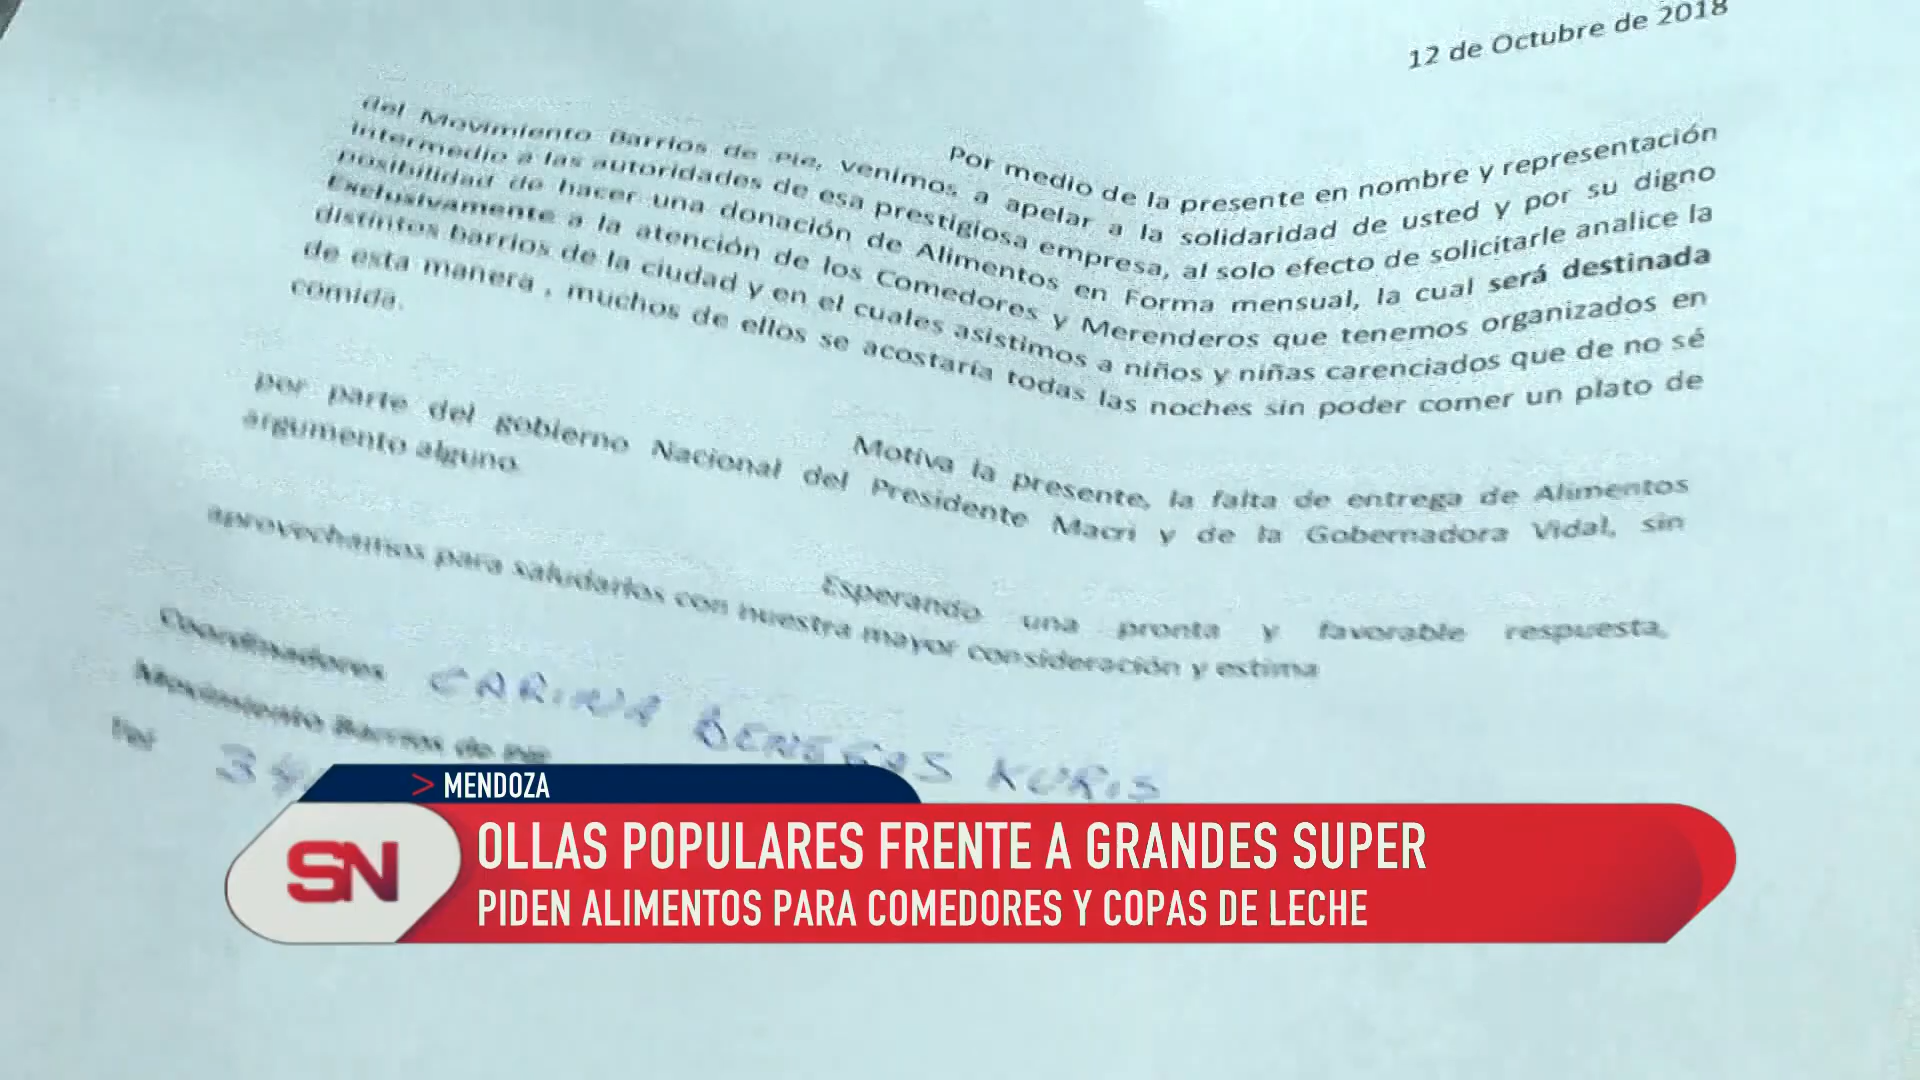 12 de Octubre de 2018
Por medio de la presente en nombre y representación
del Movimiento Barrios de Pie, venimos a apelar a la solidaridad de usted y por su digno
intermedio a las autoridades de esa prestigiosa empresa, al solo efecto de solicitarle analice la
posibilidad de hacer una donación de Alimentos en Forma mensual, la cual será destinada
Exclusivamente a la atención de los Comedores y Merenderos que tenemos organizados en
distintos barrios de la ciudad y en el cuales asistimos a niños y niñas carenciados que de no sé
de esta manera , muchos de ellos se acostaría todas las noches sin poder comer un plato de
comida.
Motiva la presente, la falta de entrega de Alimentos
por parte del gobierno Nacional del Presidente Macri y de la Gobernadora Vidal, sin
argumento alguno.
Esperando una pronta y favorable respuesta,
aprovechamos para saludarlos con nuestra mayor consideración y estima
Coordinadores CARINA BENEGAS KURIS
Movimiento Barrios de Pie
Tel
> MENDOZA
SN
OLLAS POPULARES FRENTE A GRANDES SUPER
PIDEN ALIMENTOS PARA COMEDORES Y COPAS DE LECHE